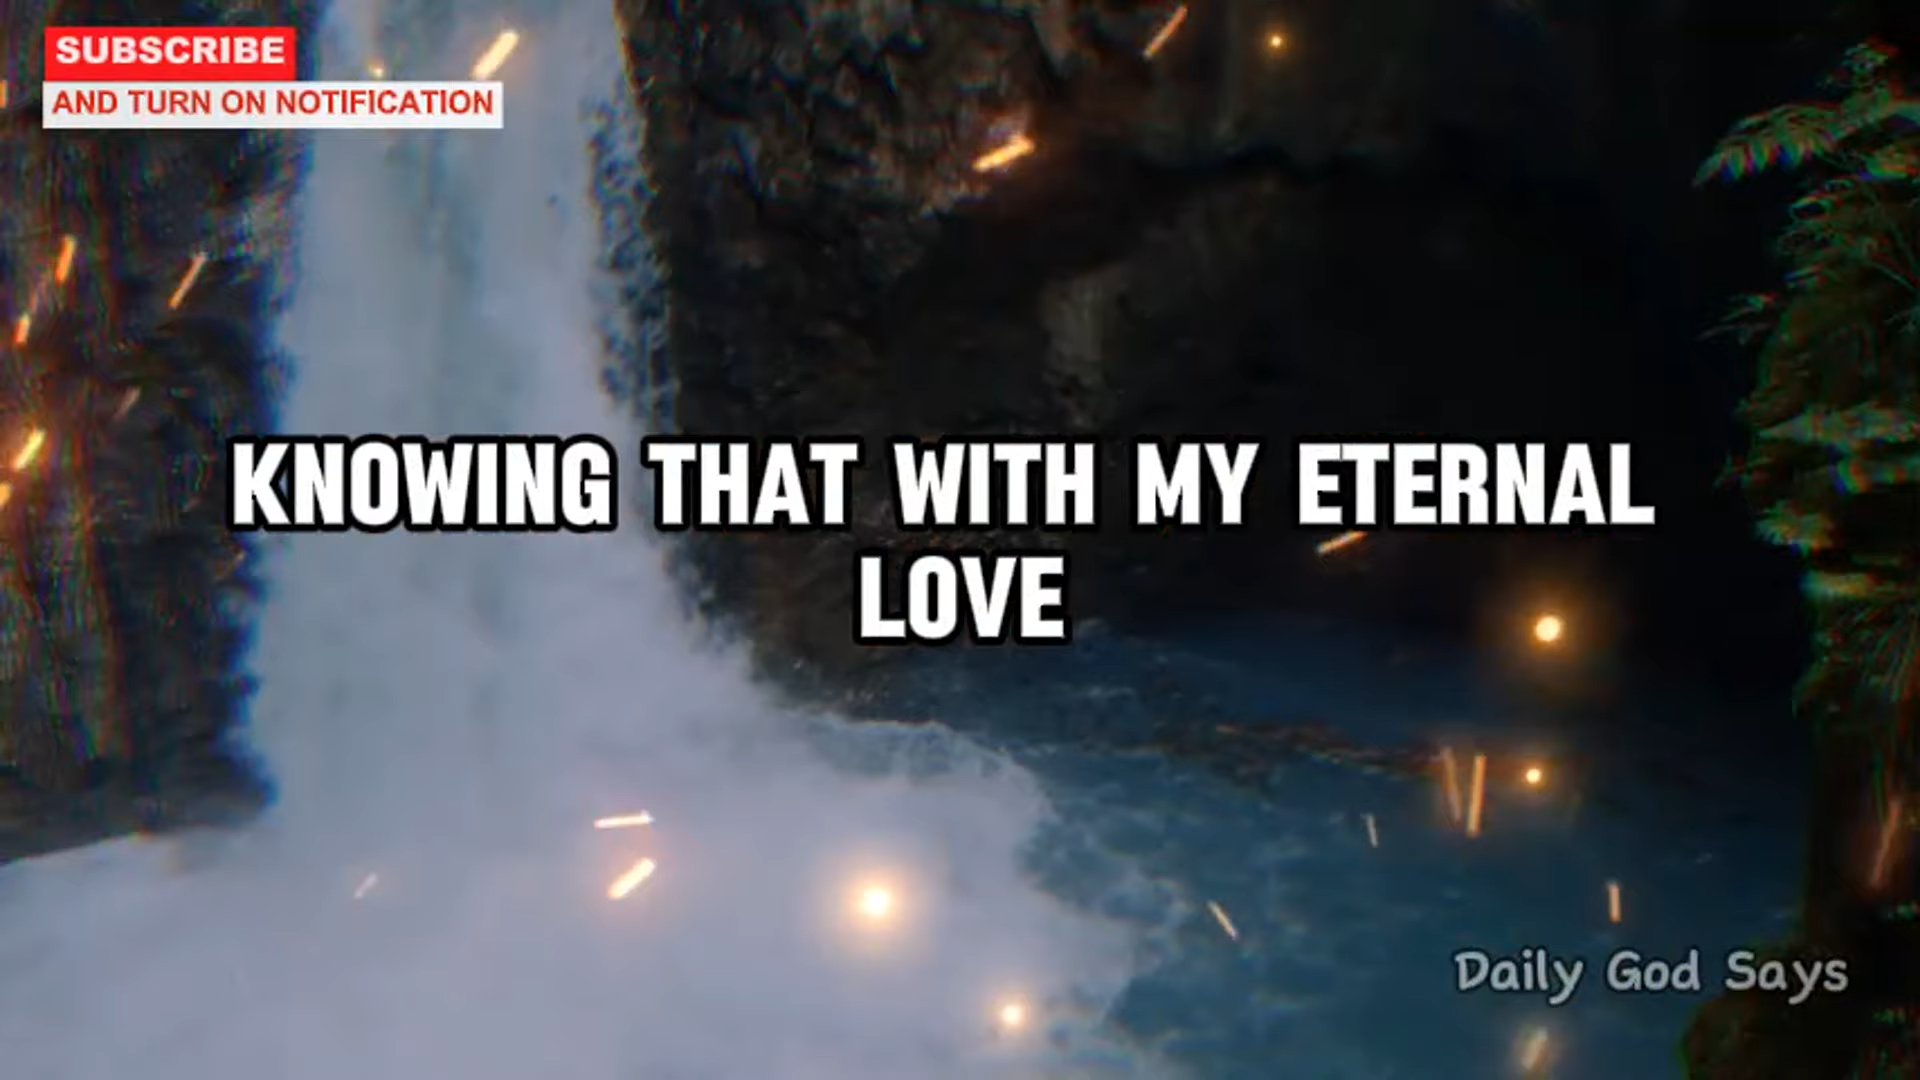 SUBSCRIBE
AND TURN ON NOTIFICATION
KNOWING THAT WITH MY ETERNAL
LOVE
Daily God Says